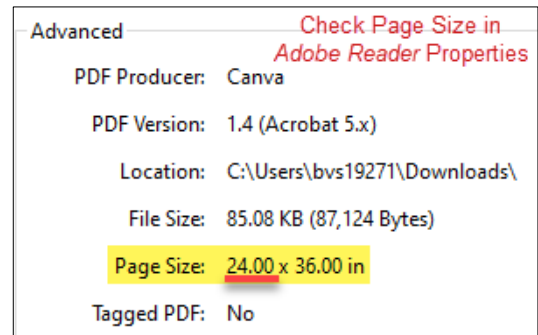 Advanced
Check Page Size in
Adobe Reader Properties
PDF Producer: Canva
PDF Version: 1.4 (Acrobat 5.x)
Location: C:\Users\bvs19271\Downloads\
File Size: 85.08 KB (87,124 Bytes)
Page Size: 24.00 x 36.00 in
Tagged PDF: No